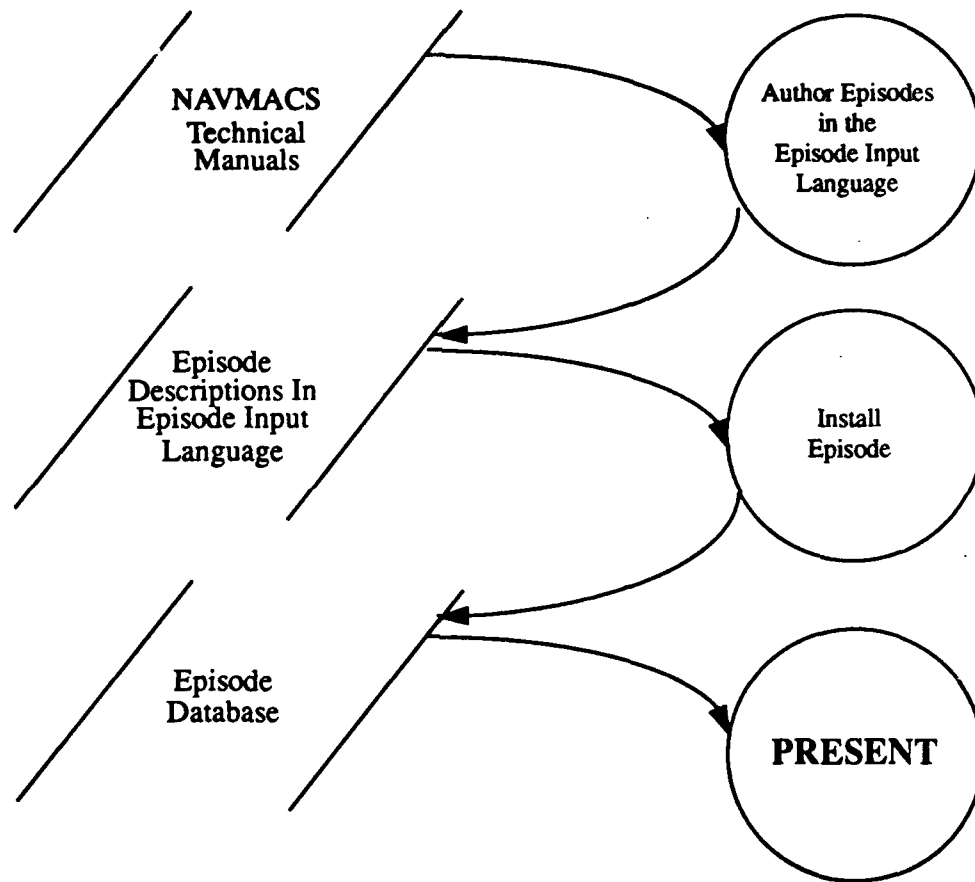 NAVMACS
Technical
Manuals
Author Episodes
in the
Episode Input
Language
Episode
Descriptions In
Episode Input
Language
Install
Episode
Episode
Database
PRESENT